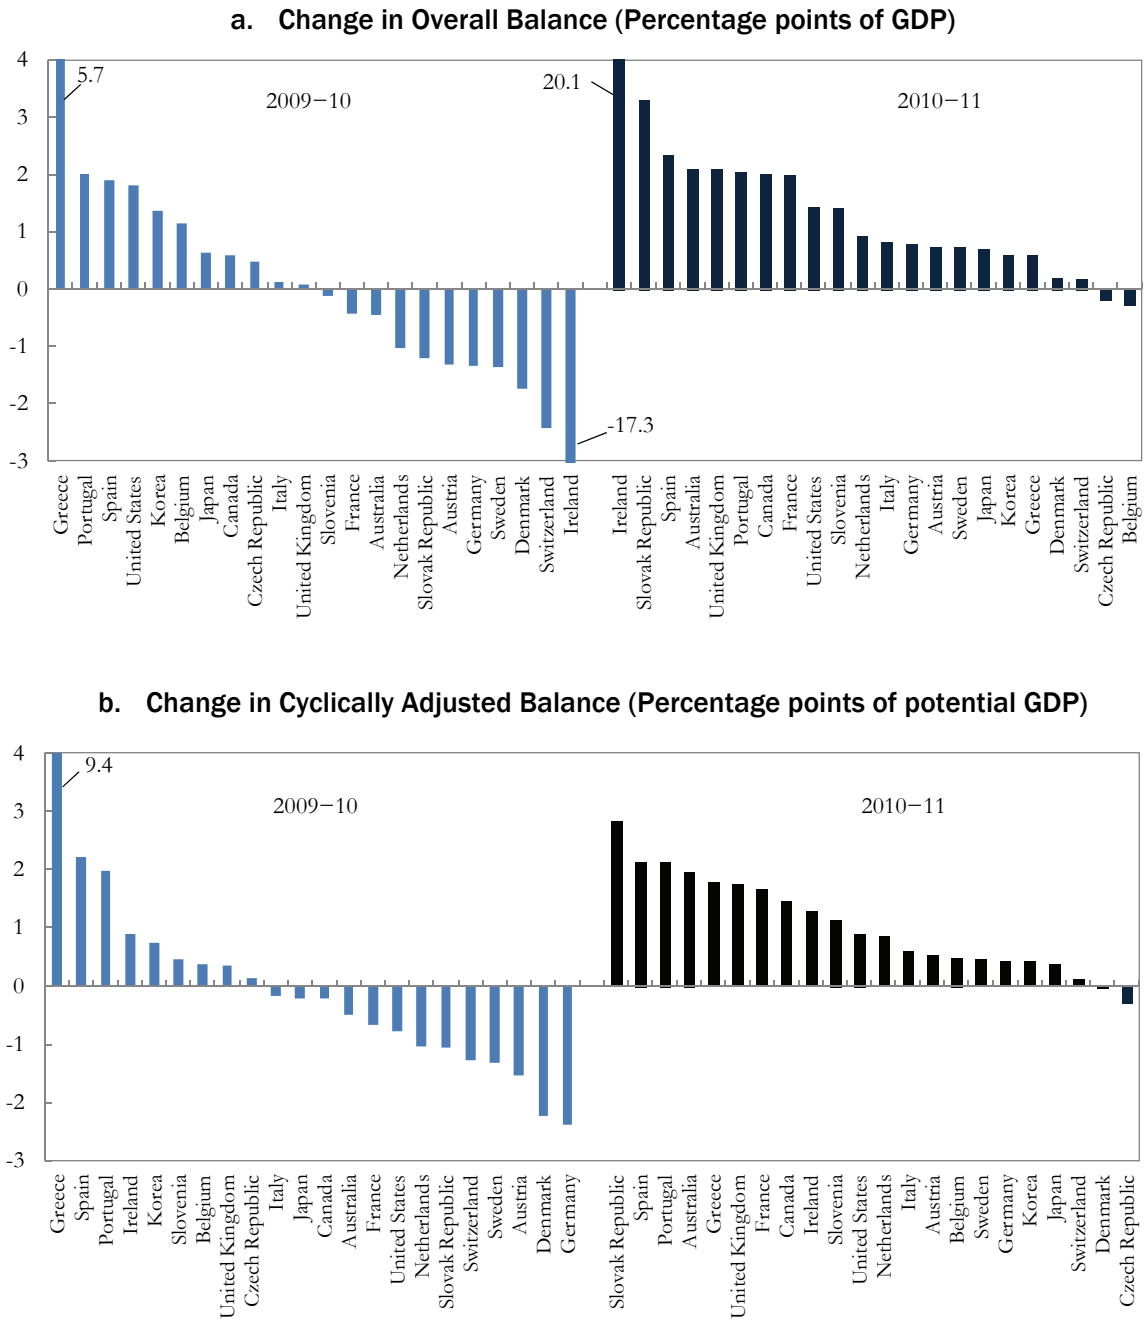 a. Change in Overall Balance (Percentage points of GDP)
4
3
2
1
0
-1
-2
-3
5.7
2009–10
20.1
2010–11
-17.3
Greece
Portugal
Spain
United States
Korea
Belgium
Japan
Canada
Czech Republic
Italy
United Kingdom
Slovenia
France
Australia
Netherlands
Slovak Republic
Austria
Germany
Sweden
Denmark
Switzerland
Ireland
Ireland
Slovak Republic
Spain
Australia
United Kingdom
Portugal
Canada
France
United States
Slovenia
Netherlands
Italy
Germany
Austria
Sweden
Japan
Korea
Greece
Denmark
Switzerland
Czech Republic
Belgium
b. Change in Cyclically Adjusted Balance (Percentage points of potential GDP)
4
3
2
1
0
-1
-2
-3
9.4
2009–10
2010–11
Greece
Spain
Portugal
Ireland
Korea
Slovenia
Belgium
United Kingdom
Czech Republic
Italy
Japan
Canada
Australia
France
United States
Netherlands
Slovak Republic
Switzerland
Sweden
Austria
Denmark
Germany
Slovak Republic
Spain
Portugal
Australia
Greece
United Kingdom
France
Canada
Ireland
Slovenia
United States
Netherlands
Italy
Austria
Belgium
Sweden
Germany
Korea
Japan
Switzerland
Denmark
Czech Republic